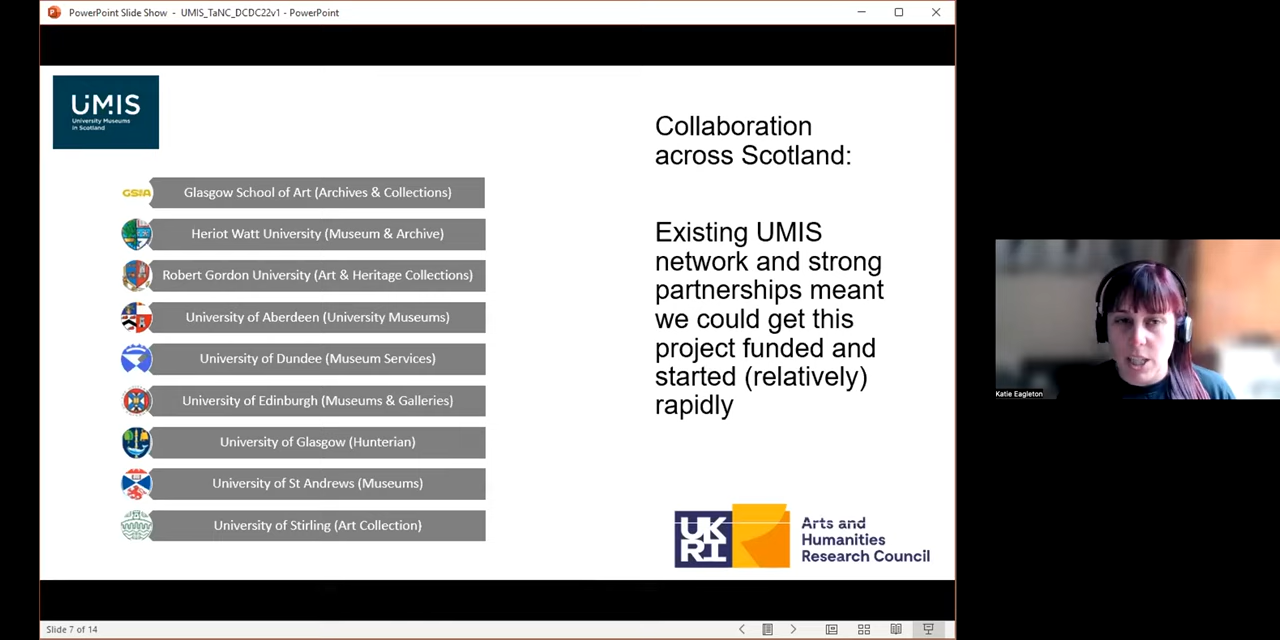 PowerPoint Slide Show - UMIS_TaNC_DCDC22v1 - PowerPoint
UMIS
University Museums
in Scotland
GSA
Glasgow School of Art (Archives & Collections)
Heriot Watt University (Museum & Archive)
Robert Gordon University (Art & Heritage Collections)
University of Aberdeen (University Museums)
University of Dundee (Museum Services)
University of Edinburgh (Museums & Galleries)
University of Glasgow (Hunterian)
University of St Andrews (Museums)
University of Stirling (Art Collection)
Collaboration
across Scotland:
Existing UMIS
network and strong
partnerships meant
we could get this
project funded and
started (relatively)
rapidly
UK
RI
Arts and
Humanities
Research Council
Katie Eagleton
Slide 7 of 14